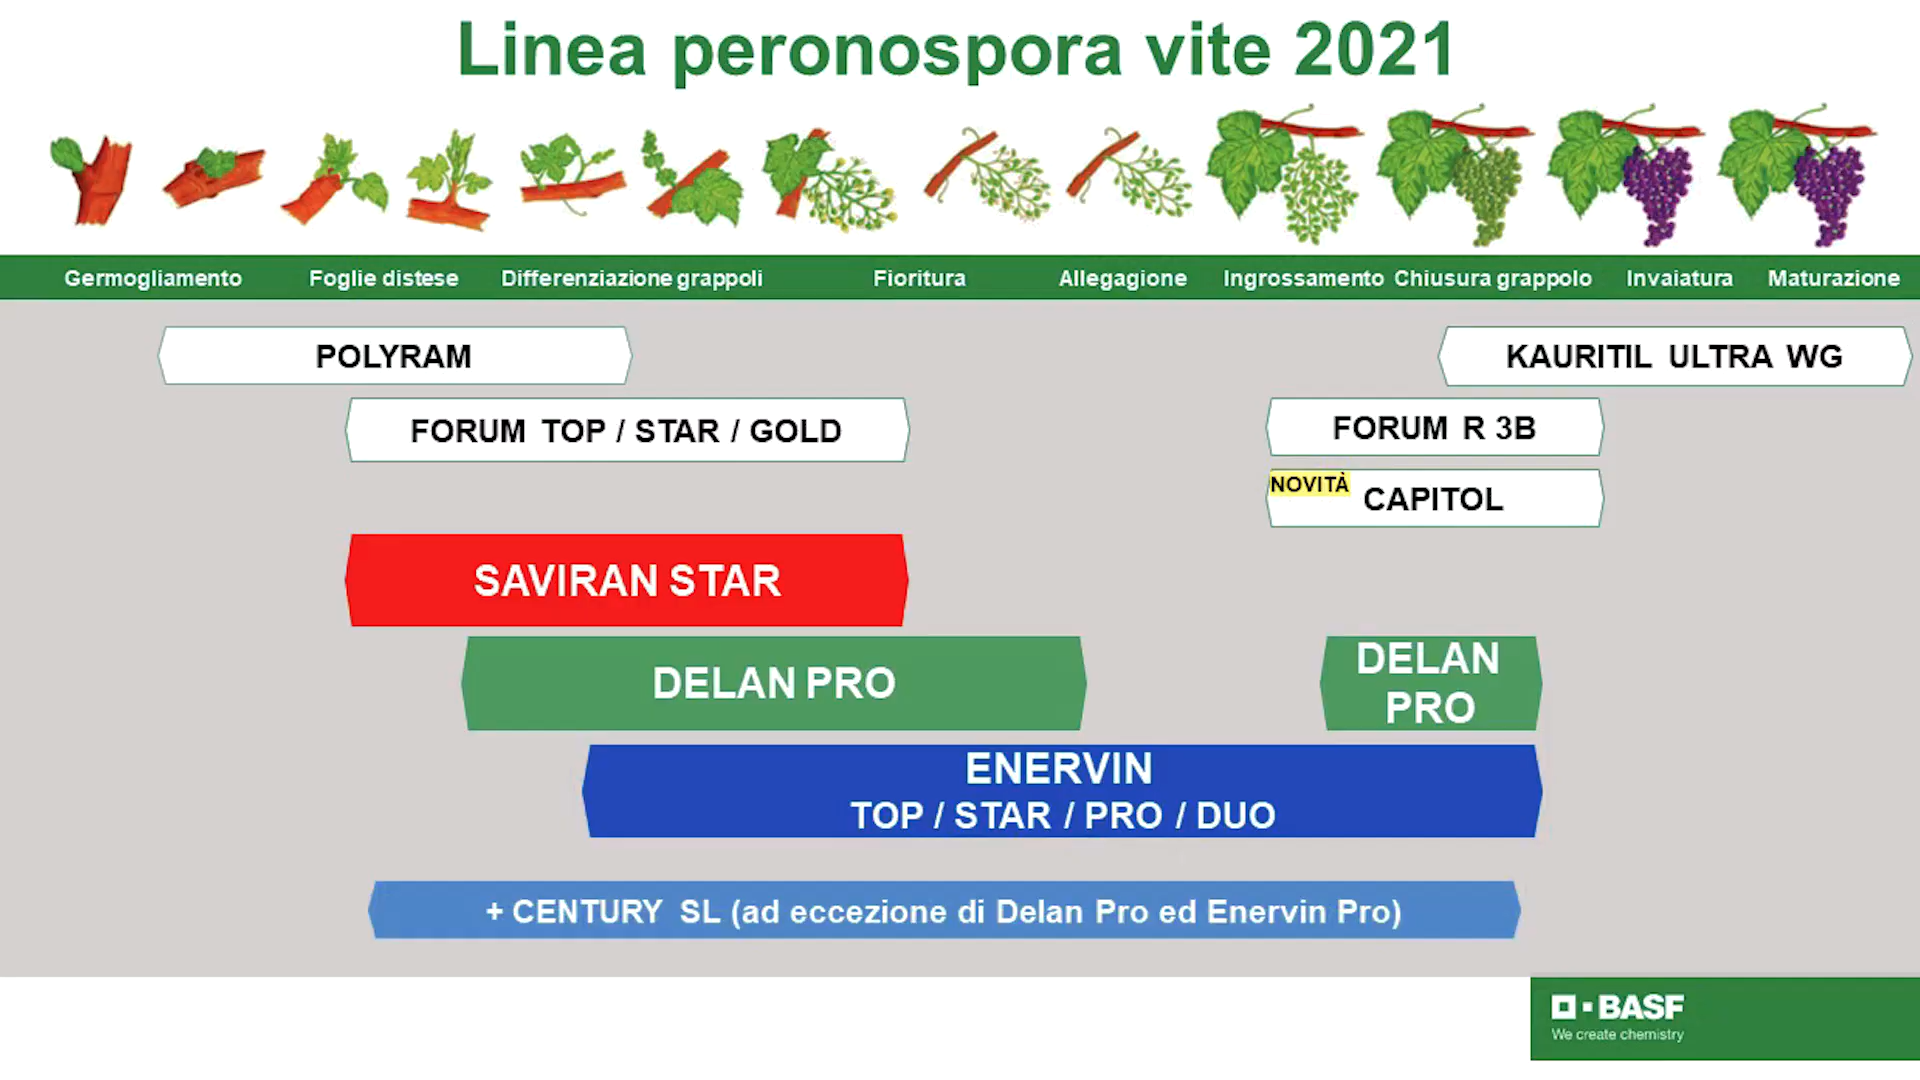 Linea peronospora vite 2021
Germogliamento Foglie distese Differenziazione grappoli Fioritura Allegagione Ingrossamento Chiusura grappolo Invaiatura Maturazione
POLYRAM
KAURITIL ULTRA WG
FORUM TOP / STAR / GOLD
FORUM R 3B
NOVITÀ
CAPITOL
SAVIRAN STAR
DELAN PRO
DELAN
PRO
ENERVIN
TOP / STAR / PRO / DUO
+ CENTURY SL (ad eccezione di Delan Pro ed Enervin Pro)
BASF
We create chemistry